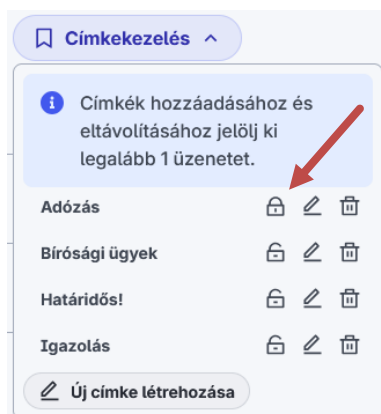 Címkekezelés
Címkék hozzáadásához és
eltávolításához jelölj ki
legalább 1 üzenetet.
Adózás
Bírósági ügyek
Határidős!
Igazolás
Új címke létrehozása